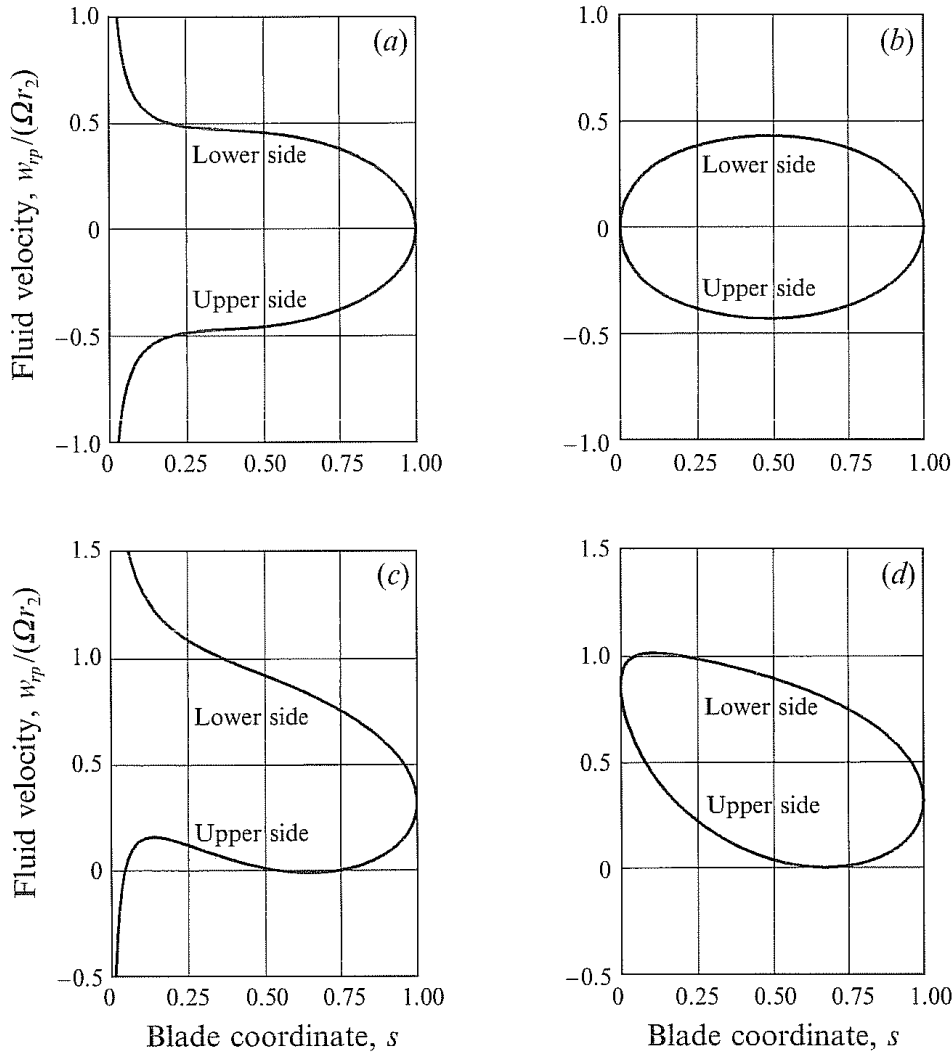 (a)
1.0
0.5
0
−0.5
−1.0
Fluid velocity, w_rp/(Ωr_2)
Lower side
Upper side
0 0.25 0.50 0.75 1.00
(b)
1.0
0.5
0
−0.5
−1.0
Lower side
Upper side
0 0.25 0.50 0.75 1.00
(c)
1.5
1.0
0.5
0
−0.5
Fluid velocity, w_rp/(Ωr_2)
Lower side
Upper side
0 0.25 0.50 0.75 1.00
Blade coordinate, s
(d)
1.5
1.0
0.5
0
−0.5
Lower side
Upper side
0 0.25 0.50 0.75 1.00
Blade coordinate, s